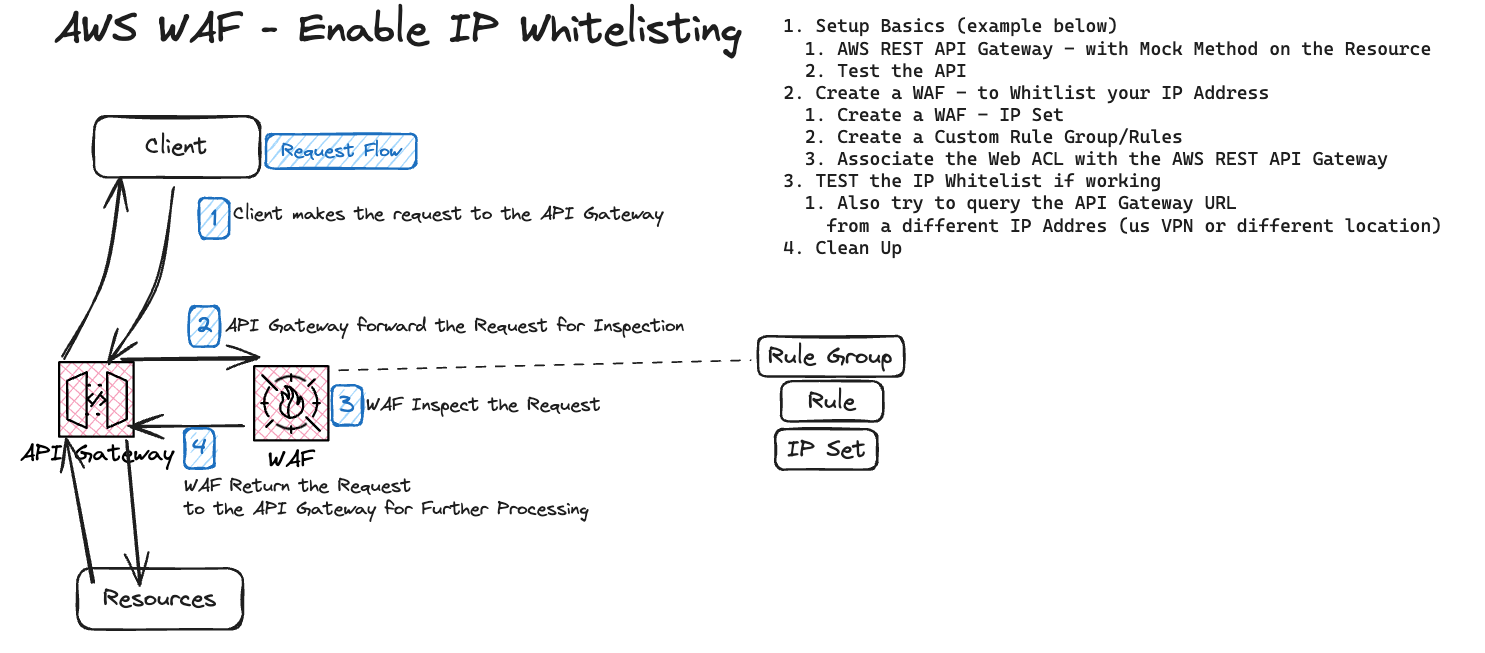 AWS WAF - Enable IP Whitelisting
1. Setup Basics (example below)
1. AWS REST API Gateway - with Mock Method on the Resource
2. Test the API
2. Create a WAF - to Whitlist your IP Address
1. Create a WAF - IP Set
2. Create a Custom Rule Group/Rules
3. Associate the Web ACL with the AWS REST API Gateway
3. TEST the IP Whitelist if working
1. Also try to query the API Gateway URL
from a different IP Addres (us VPN or different location)
4. Clean Up
Client
Request Flow
1
Client makes the request to the API Gateway
2
API Gateway forward the Request for Inspection
</>
API Gateway
WAF
3
WAF Inspect the Request
4
WAF Return the Request
to the API Gateway for Further Processing
Rule Group
Rule
IP Set
Resources